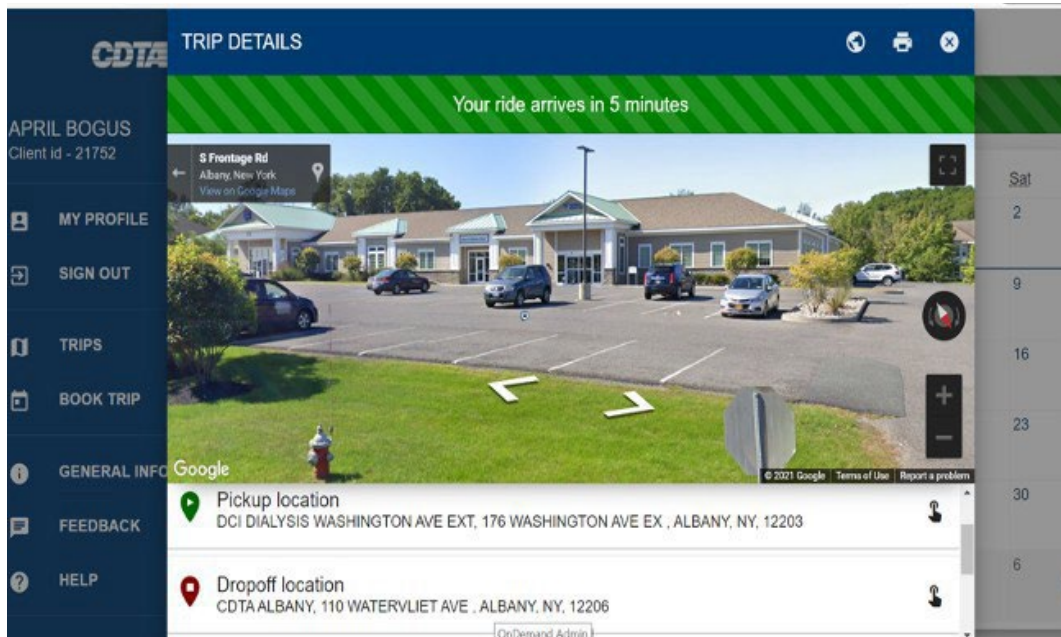 CDTA
TRIP DETAILS
Your ride arrives in 5 minutes
APRIL BOGUS
Client id - 21752
MY PROFILE
SIGN OUT
TRIPS
BOOK TRIP
GENERAL INFO
FEEDBACK
HELP
S Frontage Rd
Albany, New York
View on Google Maps
Google
© 2021 Google Terms of Use Report a problem
Pickup location
DCI DIALYSIS WASHINGTON AVE EXT, 176 WASHINGTON AVE EX , ALBANY, NY, 12203
Dropoff location
CDTA ALBANY, 110 WATERVLIET AVE , ALBANY, NY, 12206
OnDemand Admin
Sat
2
9
16
23
30
6